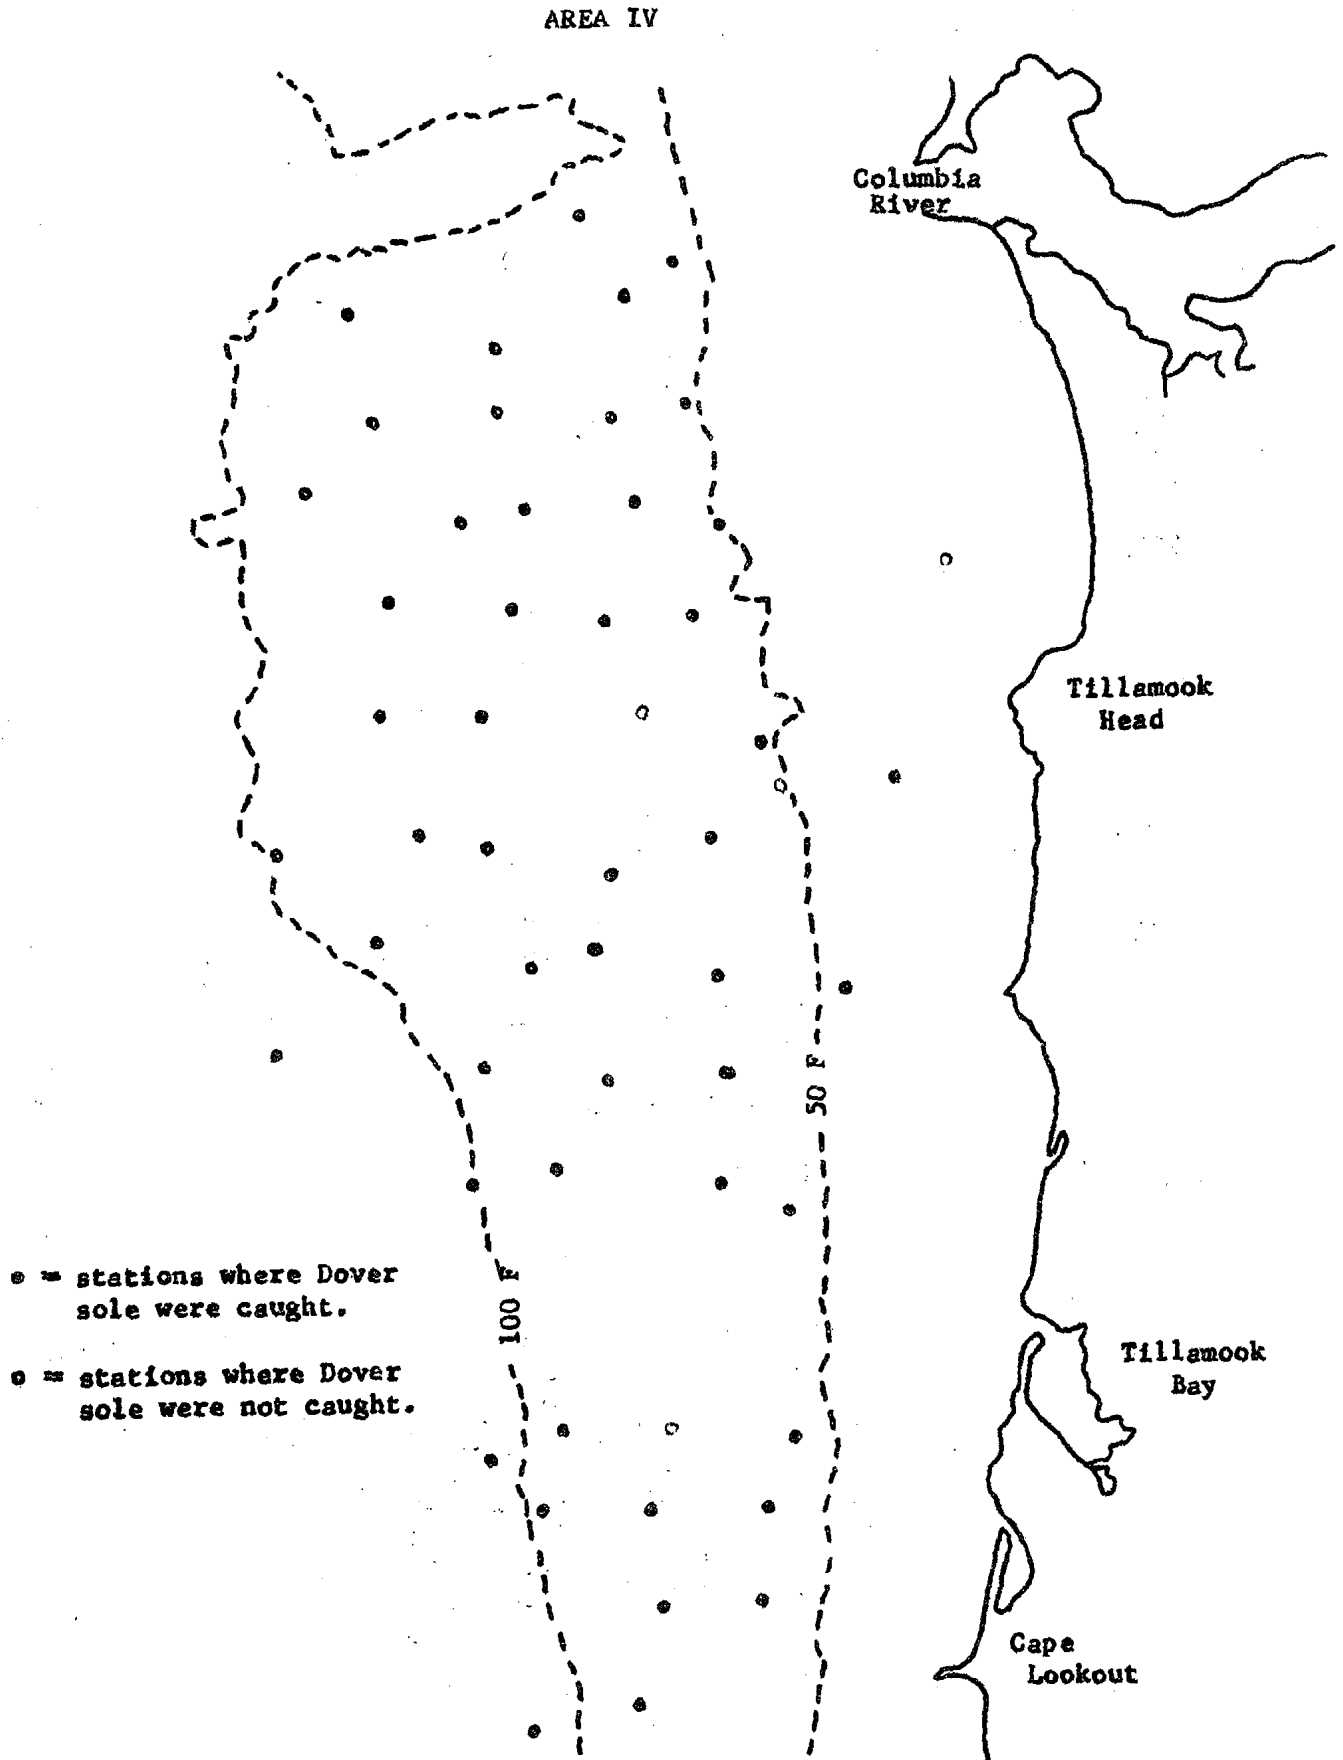 AREA IV
Columbia
River
Tillamook
Head
50 F
● = stations where Dover
sole were caught.
100 F
○ = stations where Dover
sole were not caught.
Tillamook
Bay
Cape
Lookout